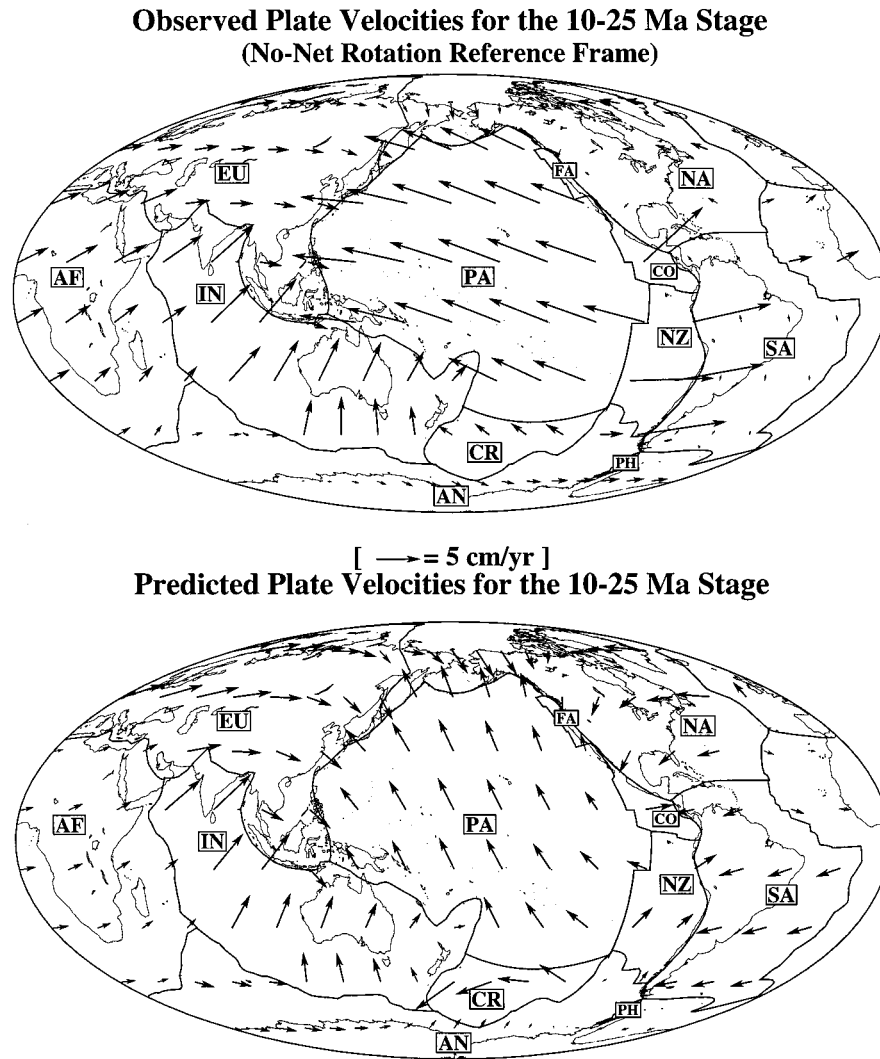 Observed Plate Velocities for the 10-25 Ma Stage
(No-Net Rotation Reference Frame)
EU
FA
NA
AF
IN
PA
CO
NZ
SA
CR
PH
AN
[ = 5 cm/yr ]
Predicted Plate Velocities for the 10-25 Ma Stage
EU
FA
NA
AF
IN
PA
CO
NZ
SA
CR
PH
AN